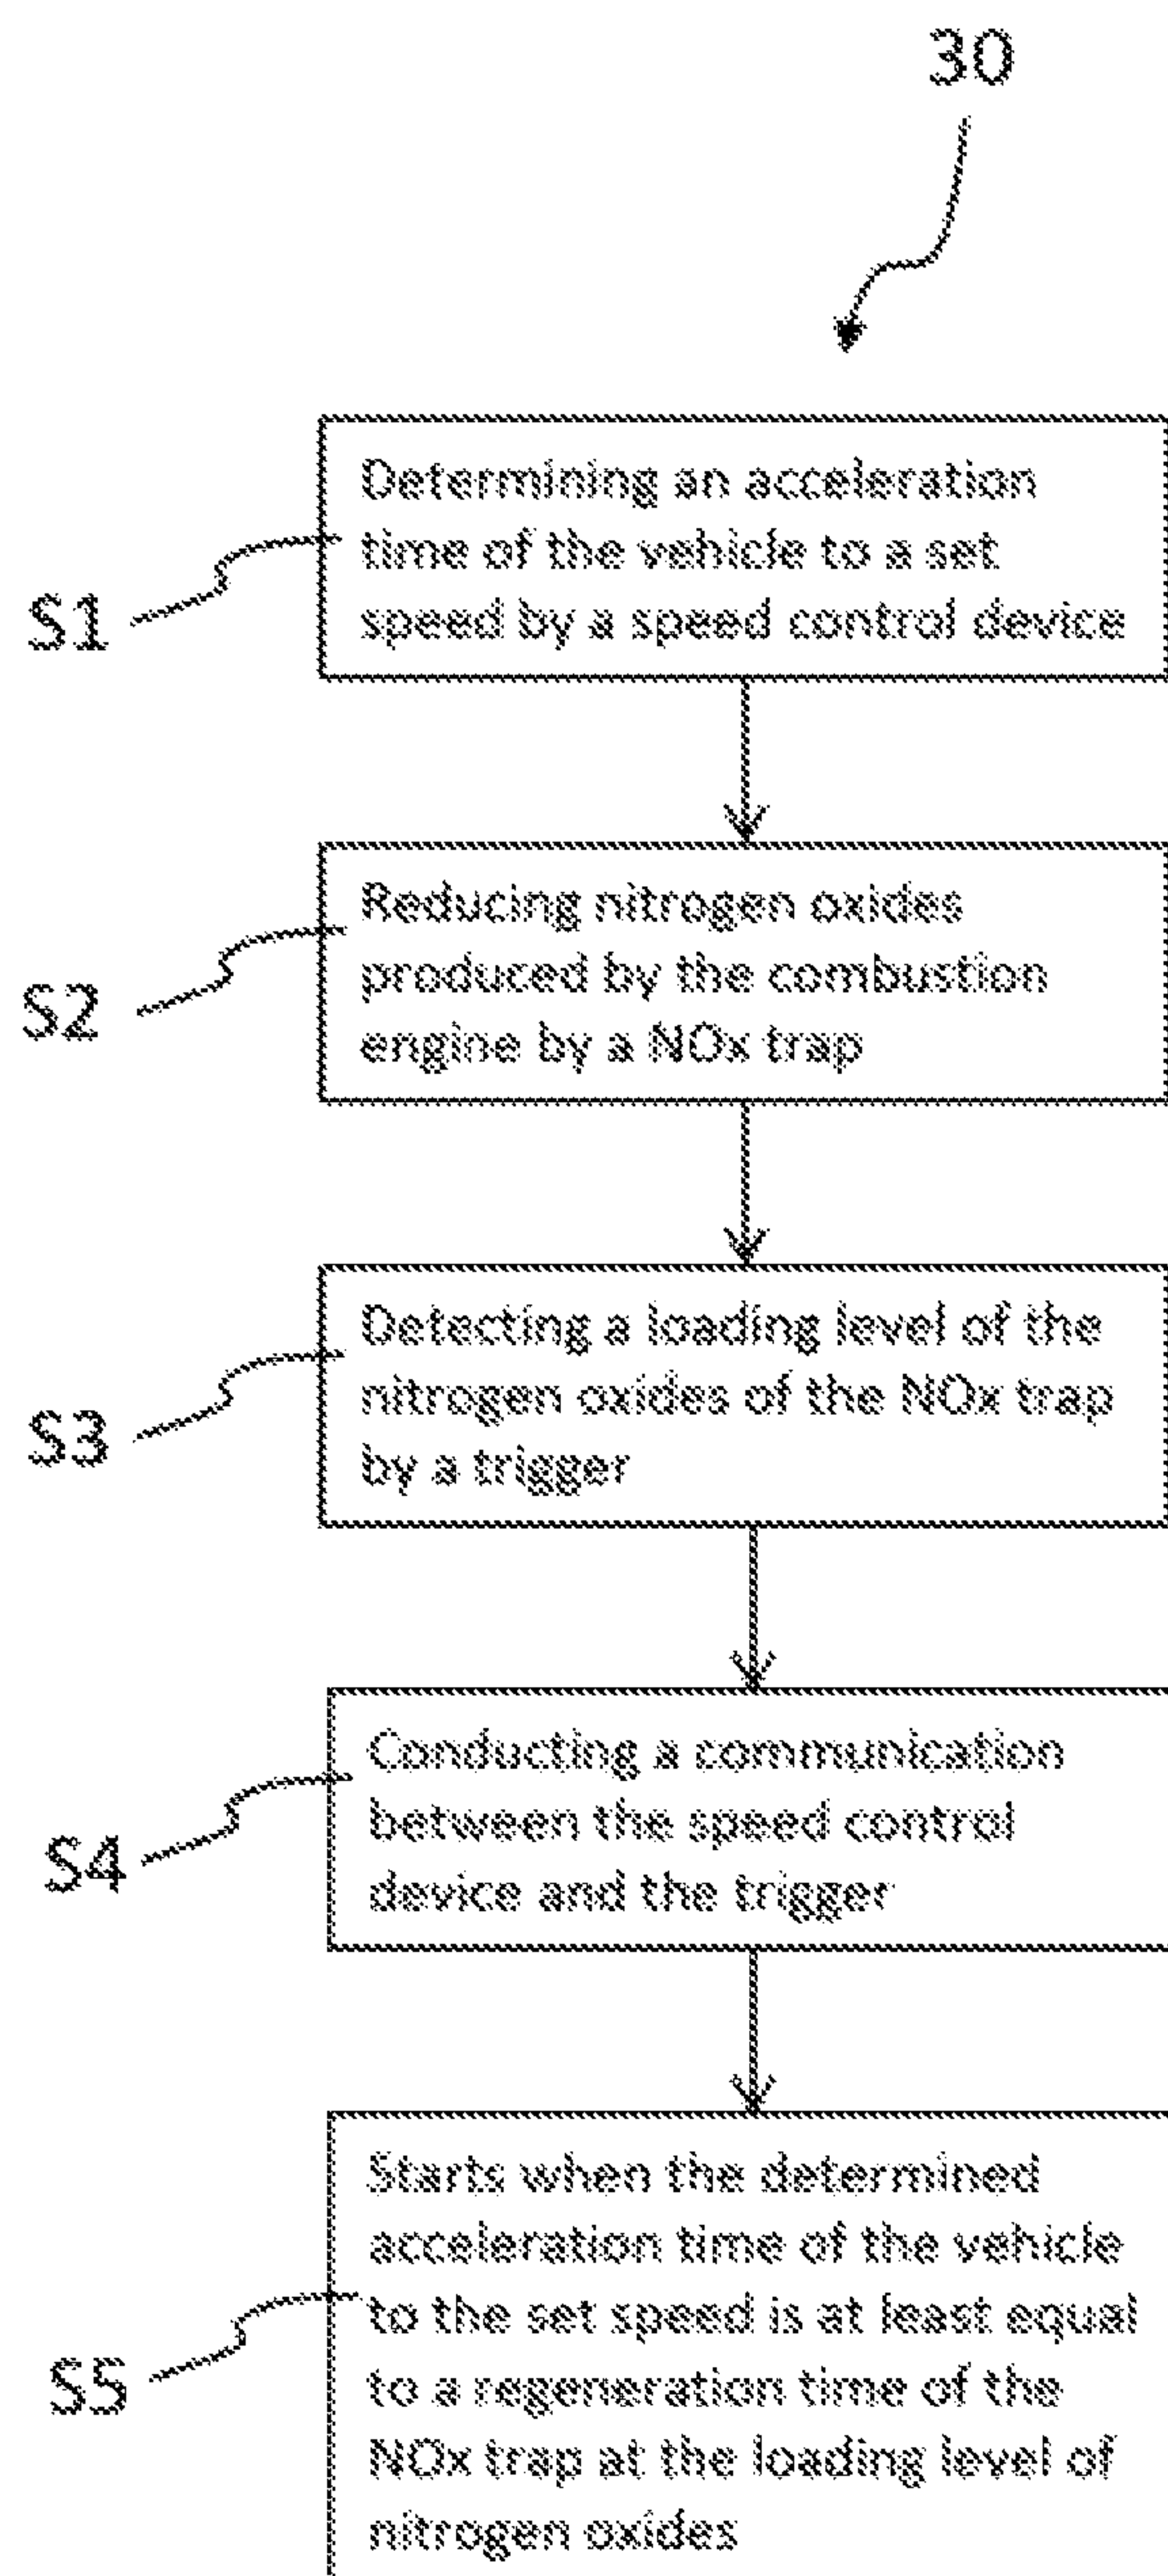 30
S1
Determining an acceleration
time of the vehicle to a set
speed by a speed control device
S2
Reducing nitrogen oxides
produced by the combustion
engine by a NOx trap
S3
Detecting a loading level of the
nitrogen oxides of the NOx trap
by a trigger
S4
Conducting a communication
between the speed control
device and the trigger
S5
Starts when the determined
acceleration time of the vehicle
to the set speed is at least equal
to a regeneration time of the
NOx trap at the loading level of
nitrogen oxides